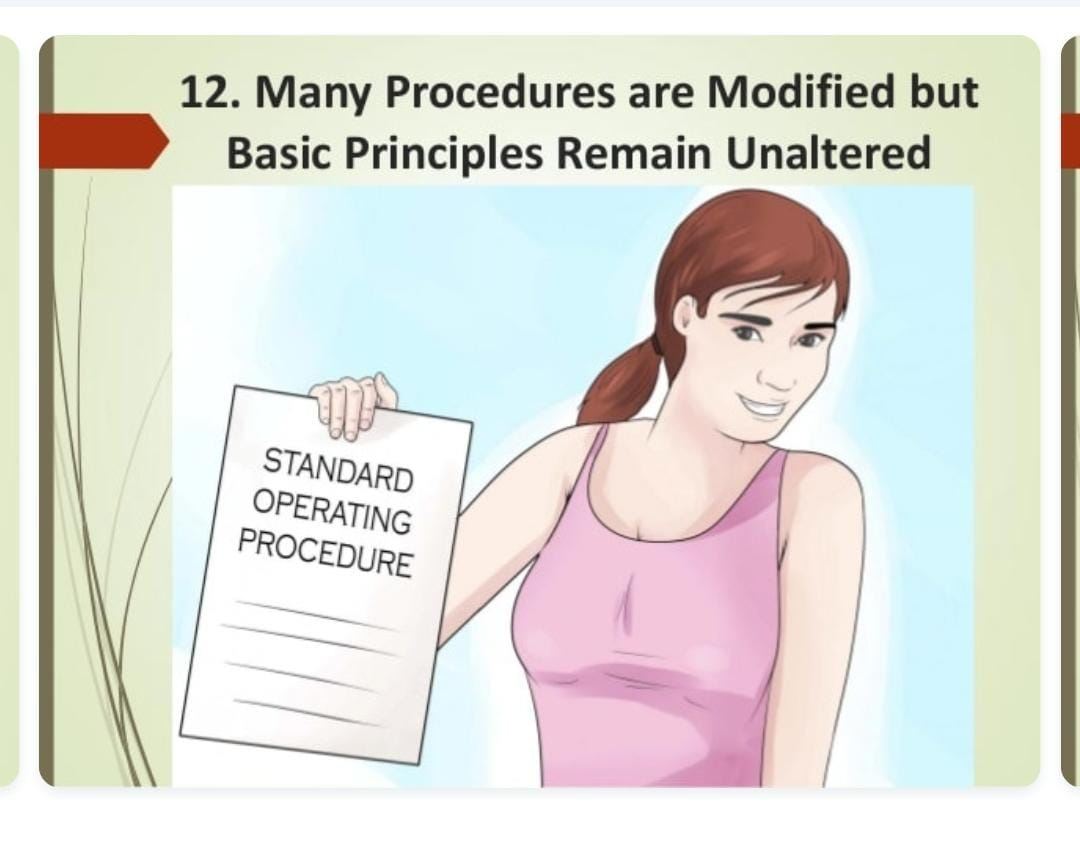 12. Many Procedures are Modified but
Basic Principles Remain Unaltered
STANDARD
OPERATING
PROCEDURE